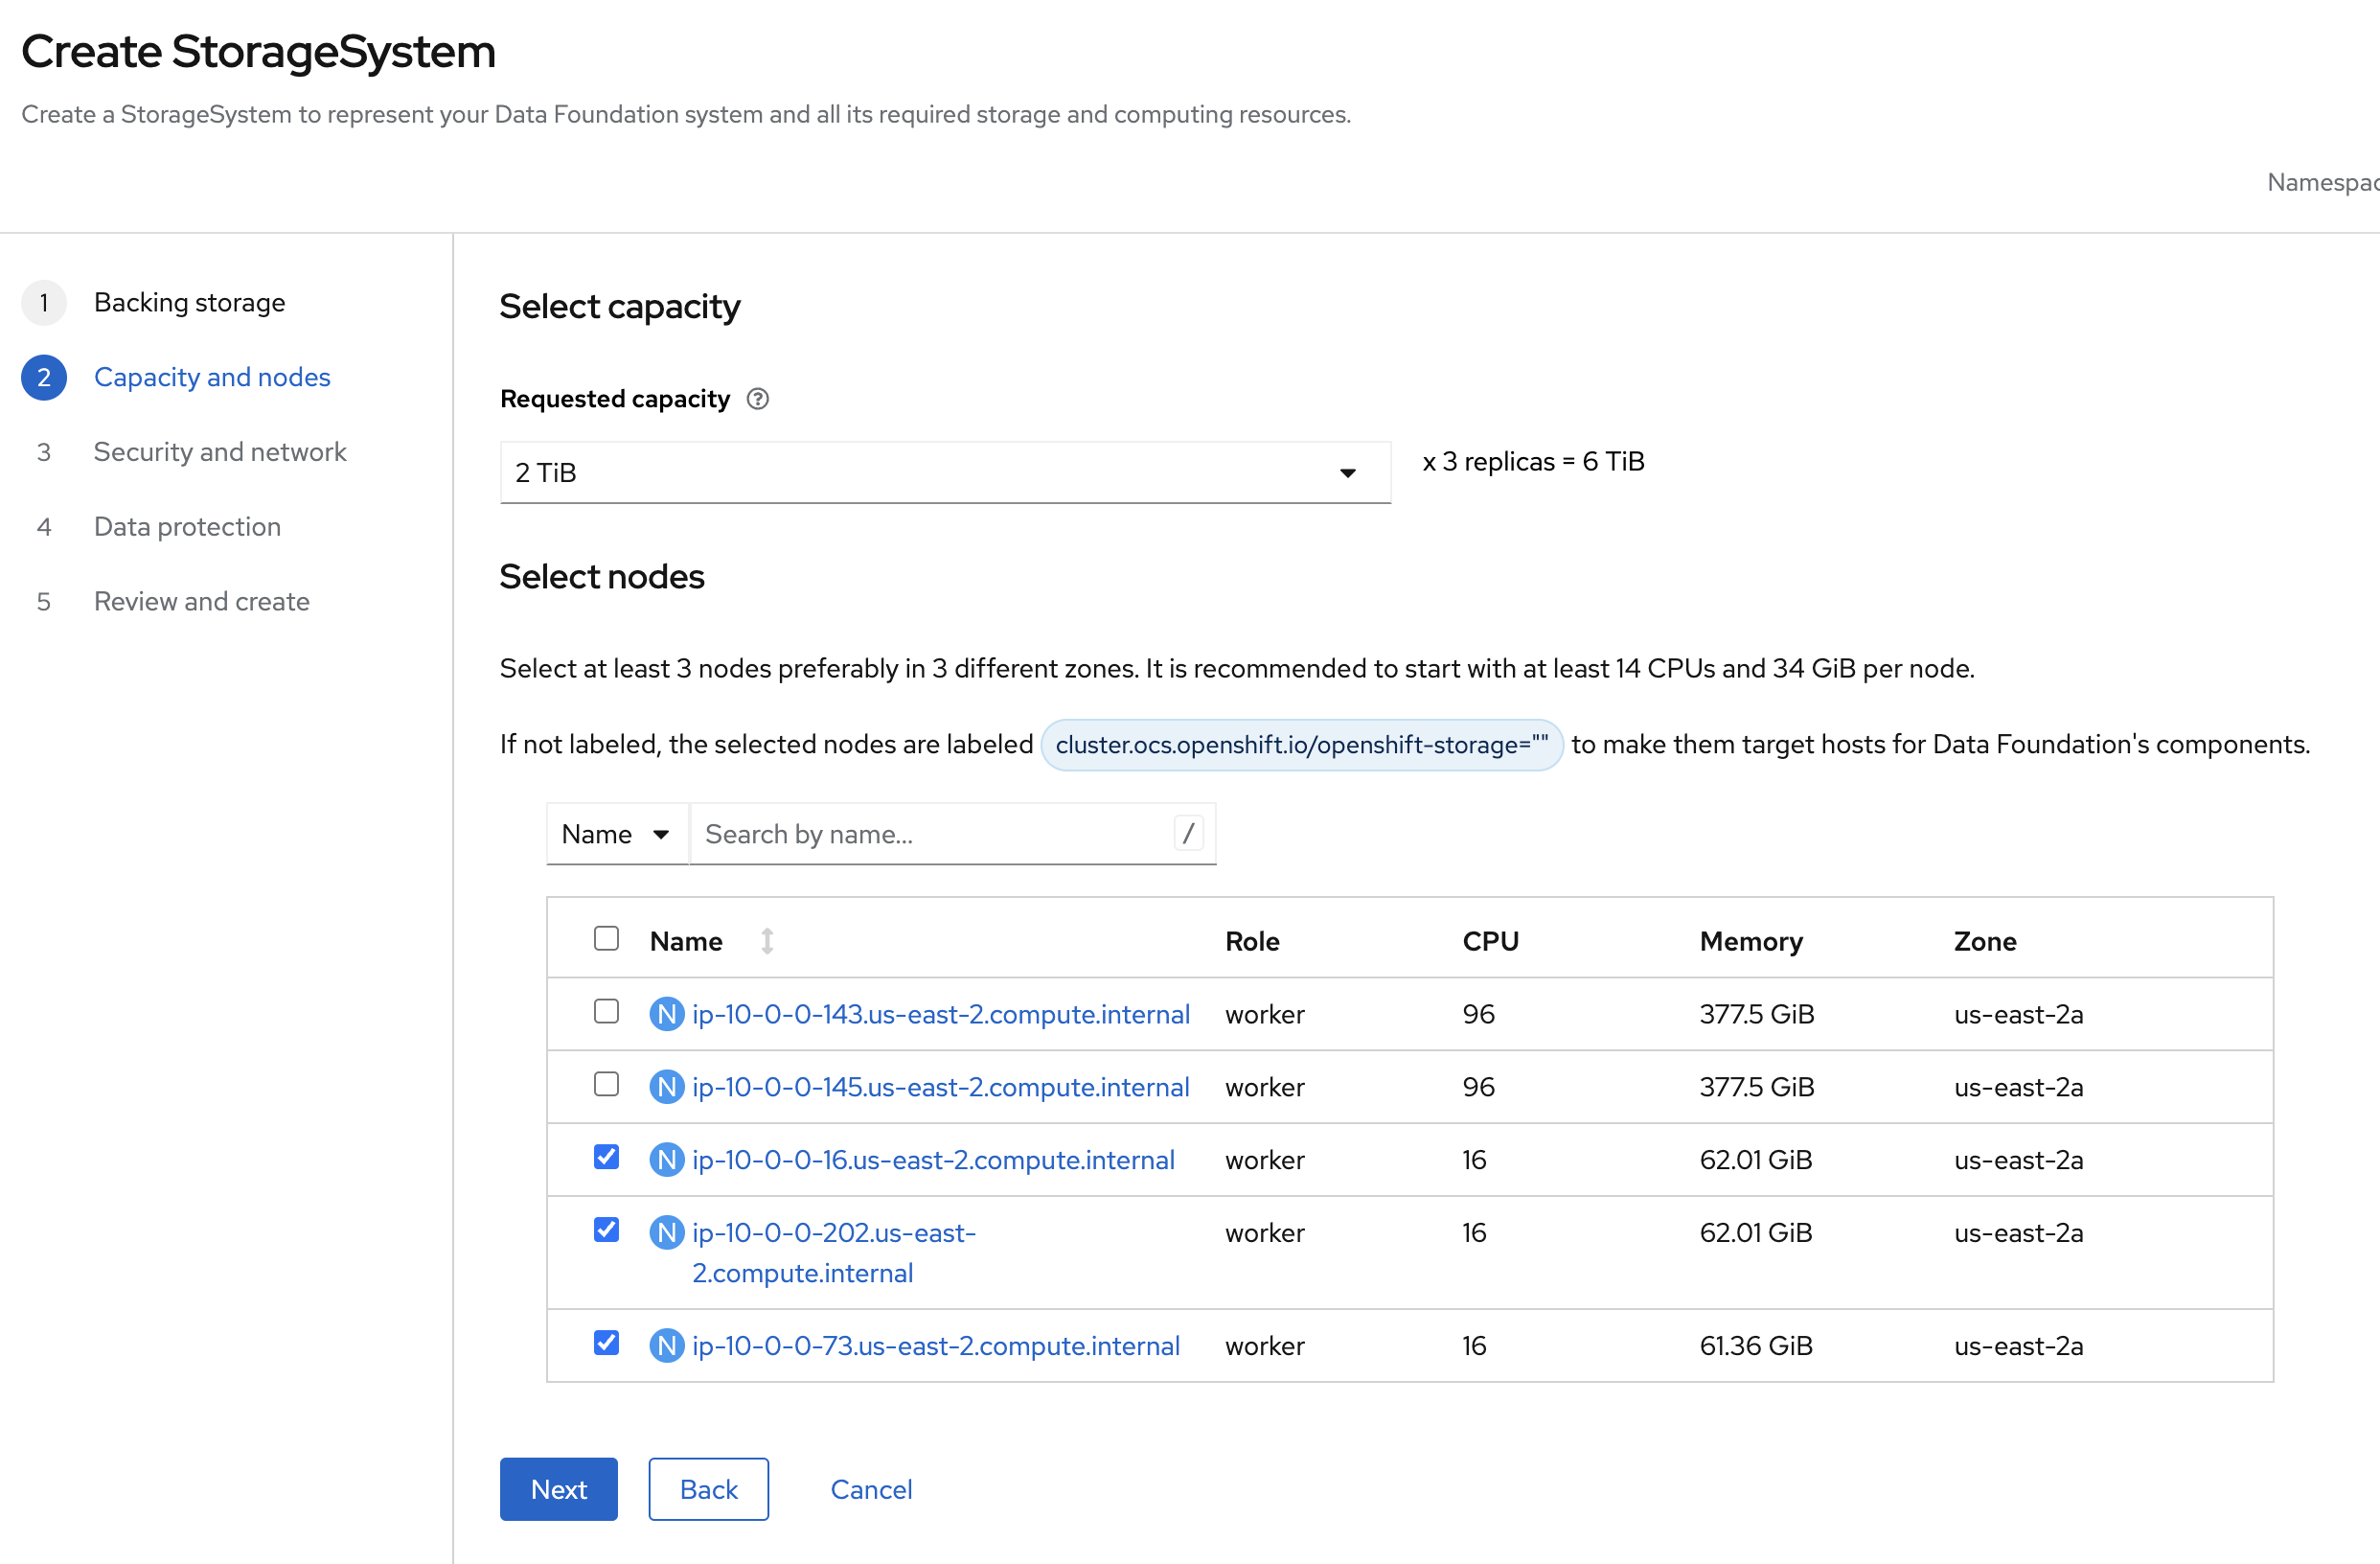 Create StorageSystem
Create a StorageSystem to represent your Data Foundation system and all its required storage and computing resources.
1 Backing storage
2 Capacity and nodes
3 Security and network
4 Data protection
5 Review and create
Select capacity
Requested capacity
2 TiB
x 3 replicas = 6 TiB
Select nodes
Select at least 3 nodes preferably in 3 different zones. It is recommended to start with at least 14 CPUs and 34 GiB per node.
If not labeled, the selected nodes are labeled cluster.ocs.openshift.io/openshift-storage="" to make them target hosts for Data Foundation's components.
Name Search by name... /
Name Role CPU Memory Zone
N ip-10-0-0-143.us-east-2.compute.internal worker 96 377.5 GiB us-east-2a
N ip-10-0-0-145.us-east-2.compute.internal worker 96 377.5 GiB us-east-2a
N ip-10-0-0-16.us-east-2.compute.internal worker 16 62.01 GiB us-east-2a
N ip-10-0-0-202.us-east- worker 16 62.01 GiB us-east-2a
2.compute.internal
N ip-10-0-0-73.us-east-2.compute.internal worker 16 61.36 GiB us-east-2a
Next Back Cancel